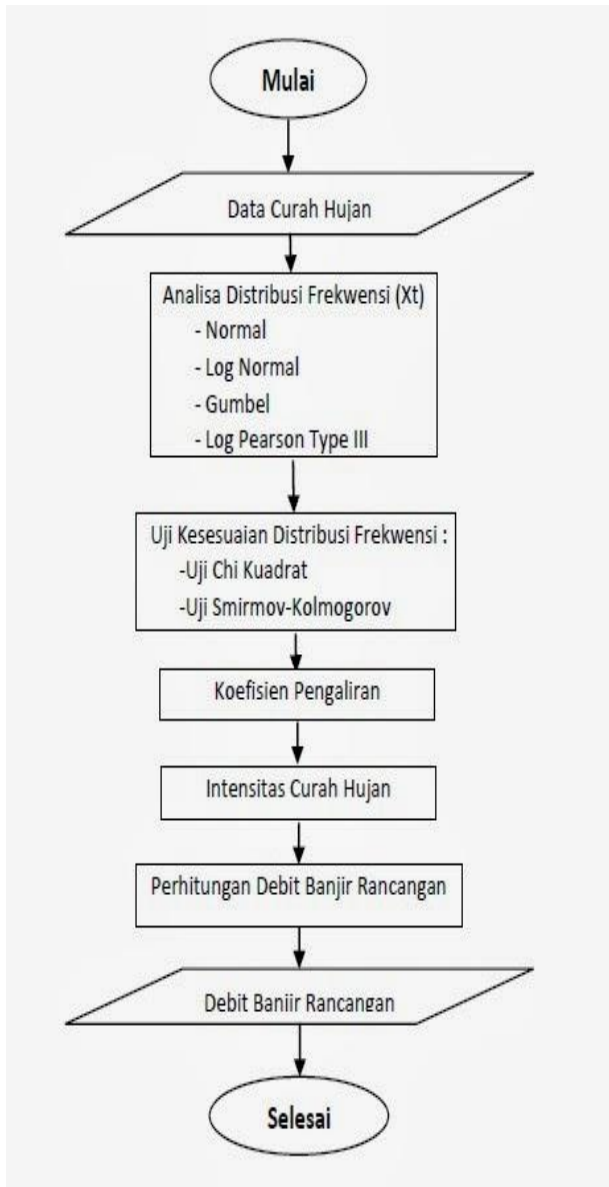 Mulai
Data Curah Hujan
Analisa Distribusi Frekwensi (Xt)
- Normal
- Log Normal
- Gumbel
- Log Pearson Type III
Uji Kesesuaian Distribusi Frekwensi :
-Uji Chi Kuadrat
-Uji Smirmov-Kolmogorov
Koefisien Pengaliran
Intensitas Curah Hujan
Perhitungan Debit Banjir Rancangan
Debit Banjir Rancangan
Selesai